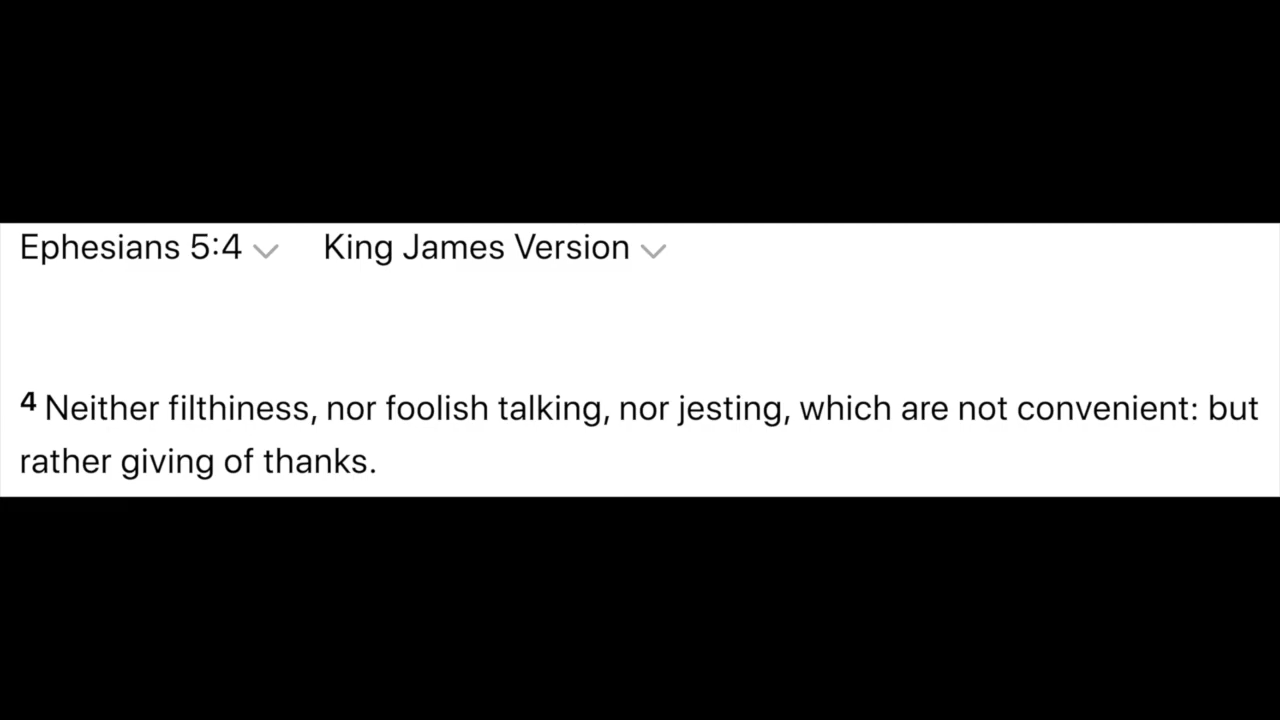 Ephesians 5:4 King James Version
4 Neither filthiness, nor foolish talking, nor jesting, which are not convenient: but
rather giving of thanks.